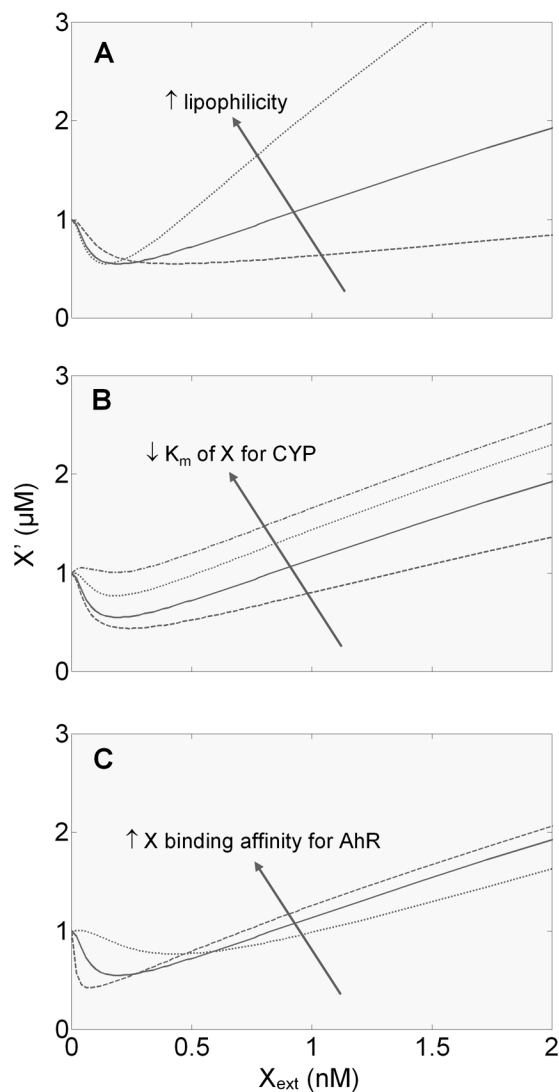 3
A
↑ lipophilicity
2
1
0
3
B
↓ Km of X for CYP
2
X' (µM)
1
0
3
C
2
↑ X binding affinity for AhR
1
0
0 0.5 1 1.5 2
Xext (nM)